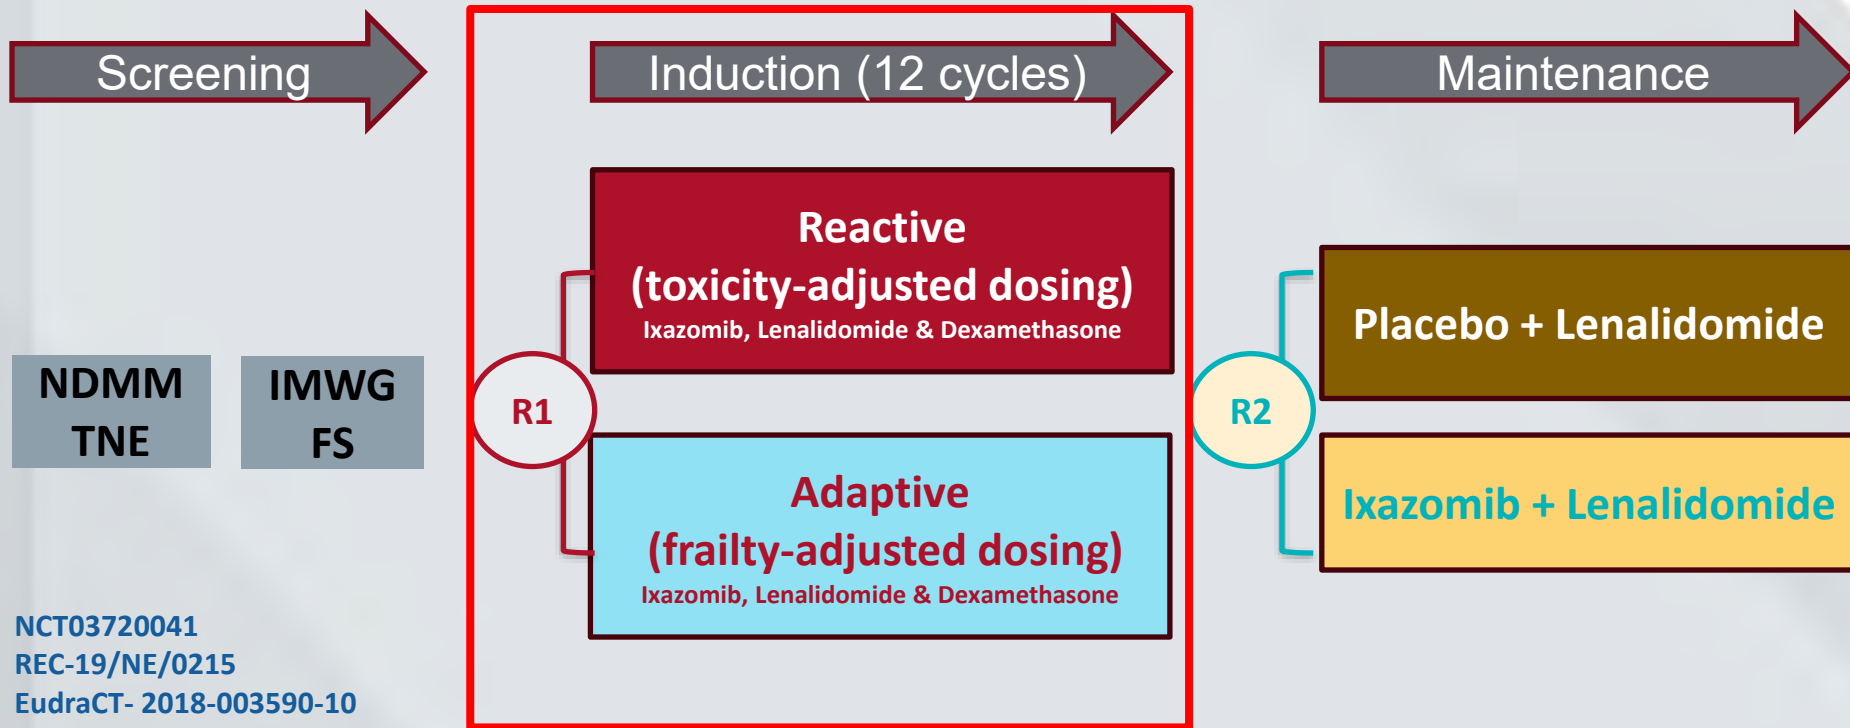 Screening
Induction (12 cycles)
Maintenance
NDMM
TNE
IMWG
FS
R1
Reactive
(toxicity-adjusted dosing)
Ixazomib, Lenalidomide & Dexamethasone
Adaptive
(frailty-adjusted dosing)
Ixazomib, Lenalidomide & Dexamethasone
R2
Placebo + Lenalidomide
Ixazomib + Lenalidomide
NCT03720041
REC-19/NE/0215
EudraCT- 2018-003590-10